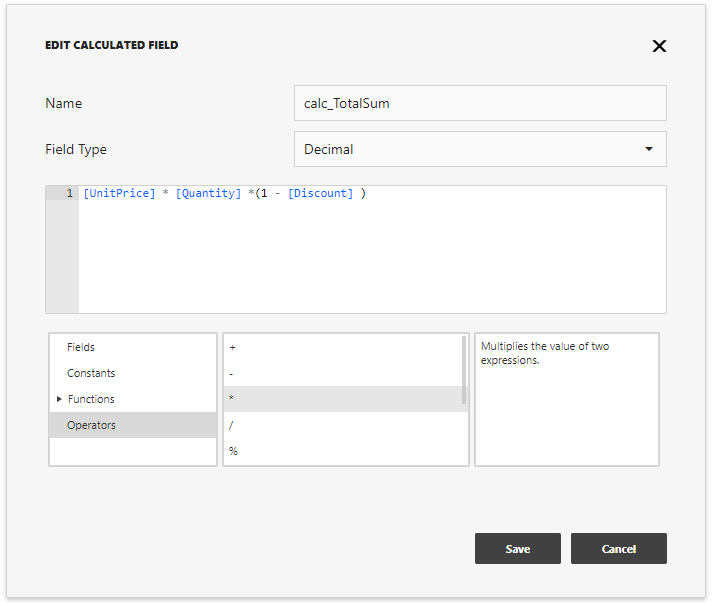 EDIT CALCULATED FIELD
Name
calc_TotalSum
Field Type
Decimal
1 [UnitPrice] * [Quantity] *(1 - [Discount] )
Fields
Constants
Functions
Operators
+
-
*
/
%
Multiplies the value of two
expressions.
Save
Cancel